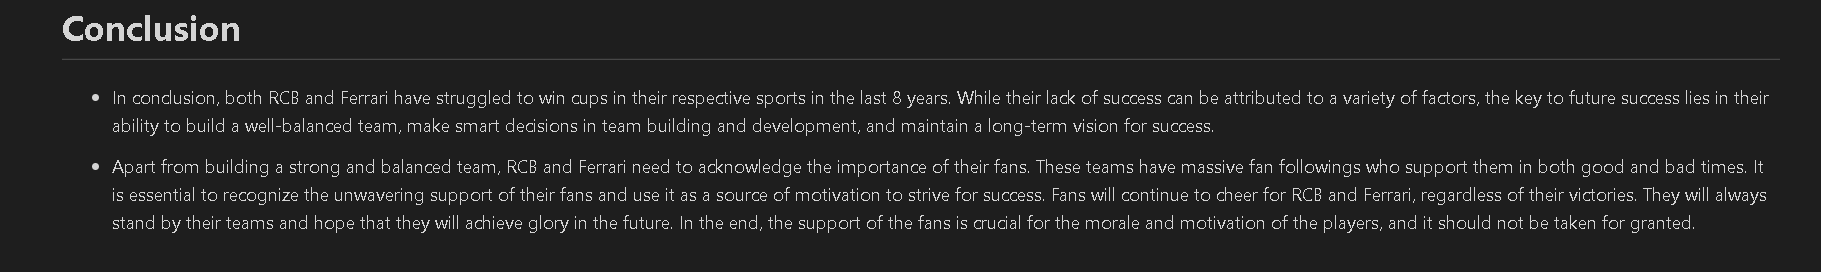 Conclusion
• In conclusion, both RCB and Ferrari have struggled to win cups in their respective sports in the last 8 years. While their lack of success can be attributed to a variety of factors, the key to future success lies in their
ability to build a well-balanced team, make smart decisions in team building and development, and maintain a long-term vision for success.
• Apart from building a strong and balanced team, RCB and Ferrari need to acknowledge the importance of their fans. These teams have massive fan followings who support them in both good and bad times. It
is essential to recognize the unwavering support of their fans and use it as a source of motivation to strive for success. Fans will continue to cheer for RCB and Ferrari, regardless of their victories. They will always
stand by their teams and hope that they will achieve glory in the future. In the end, the support of the fans is crucial for the morale and motivation of the players, and it should not be taken for granted.